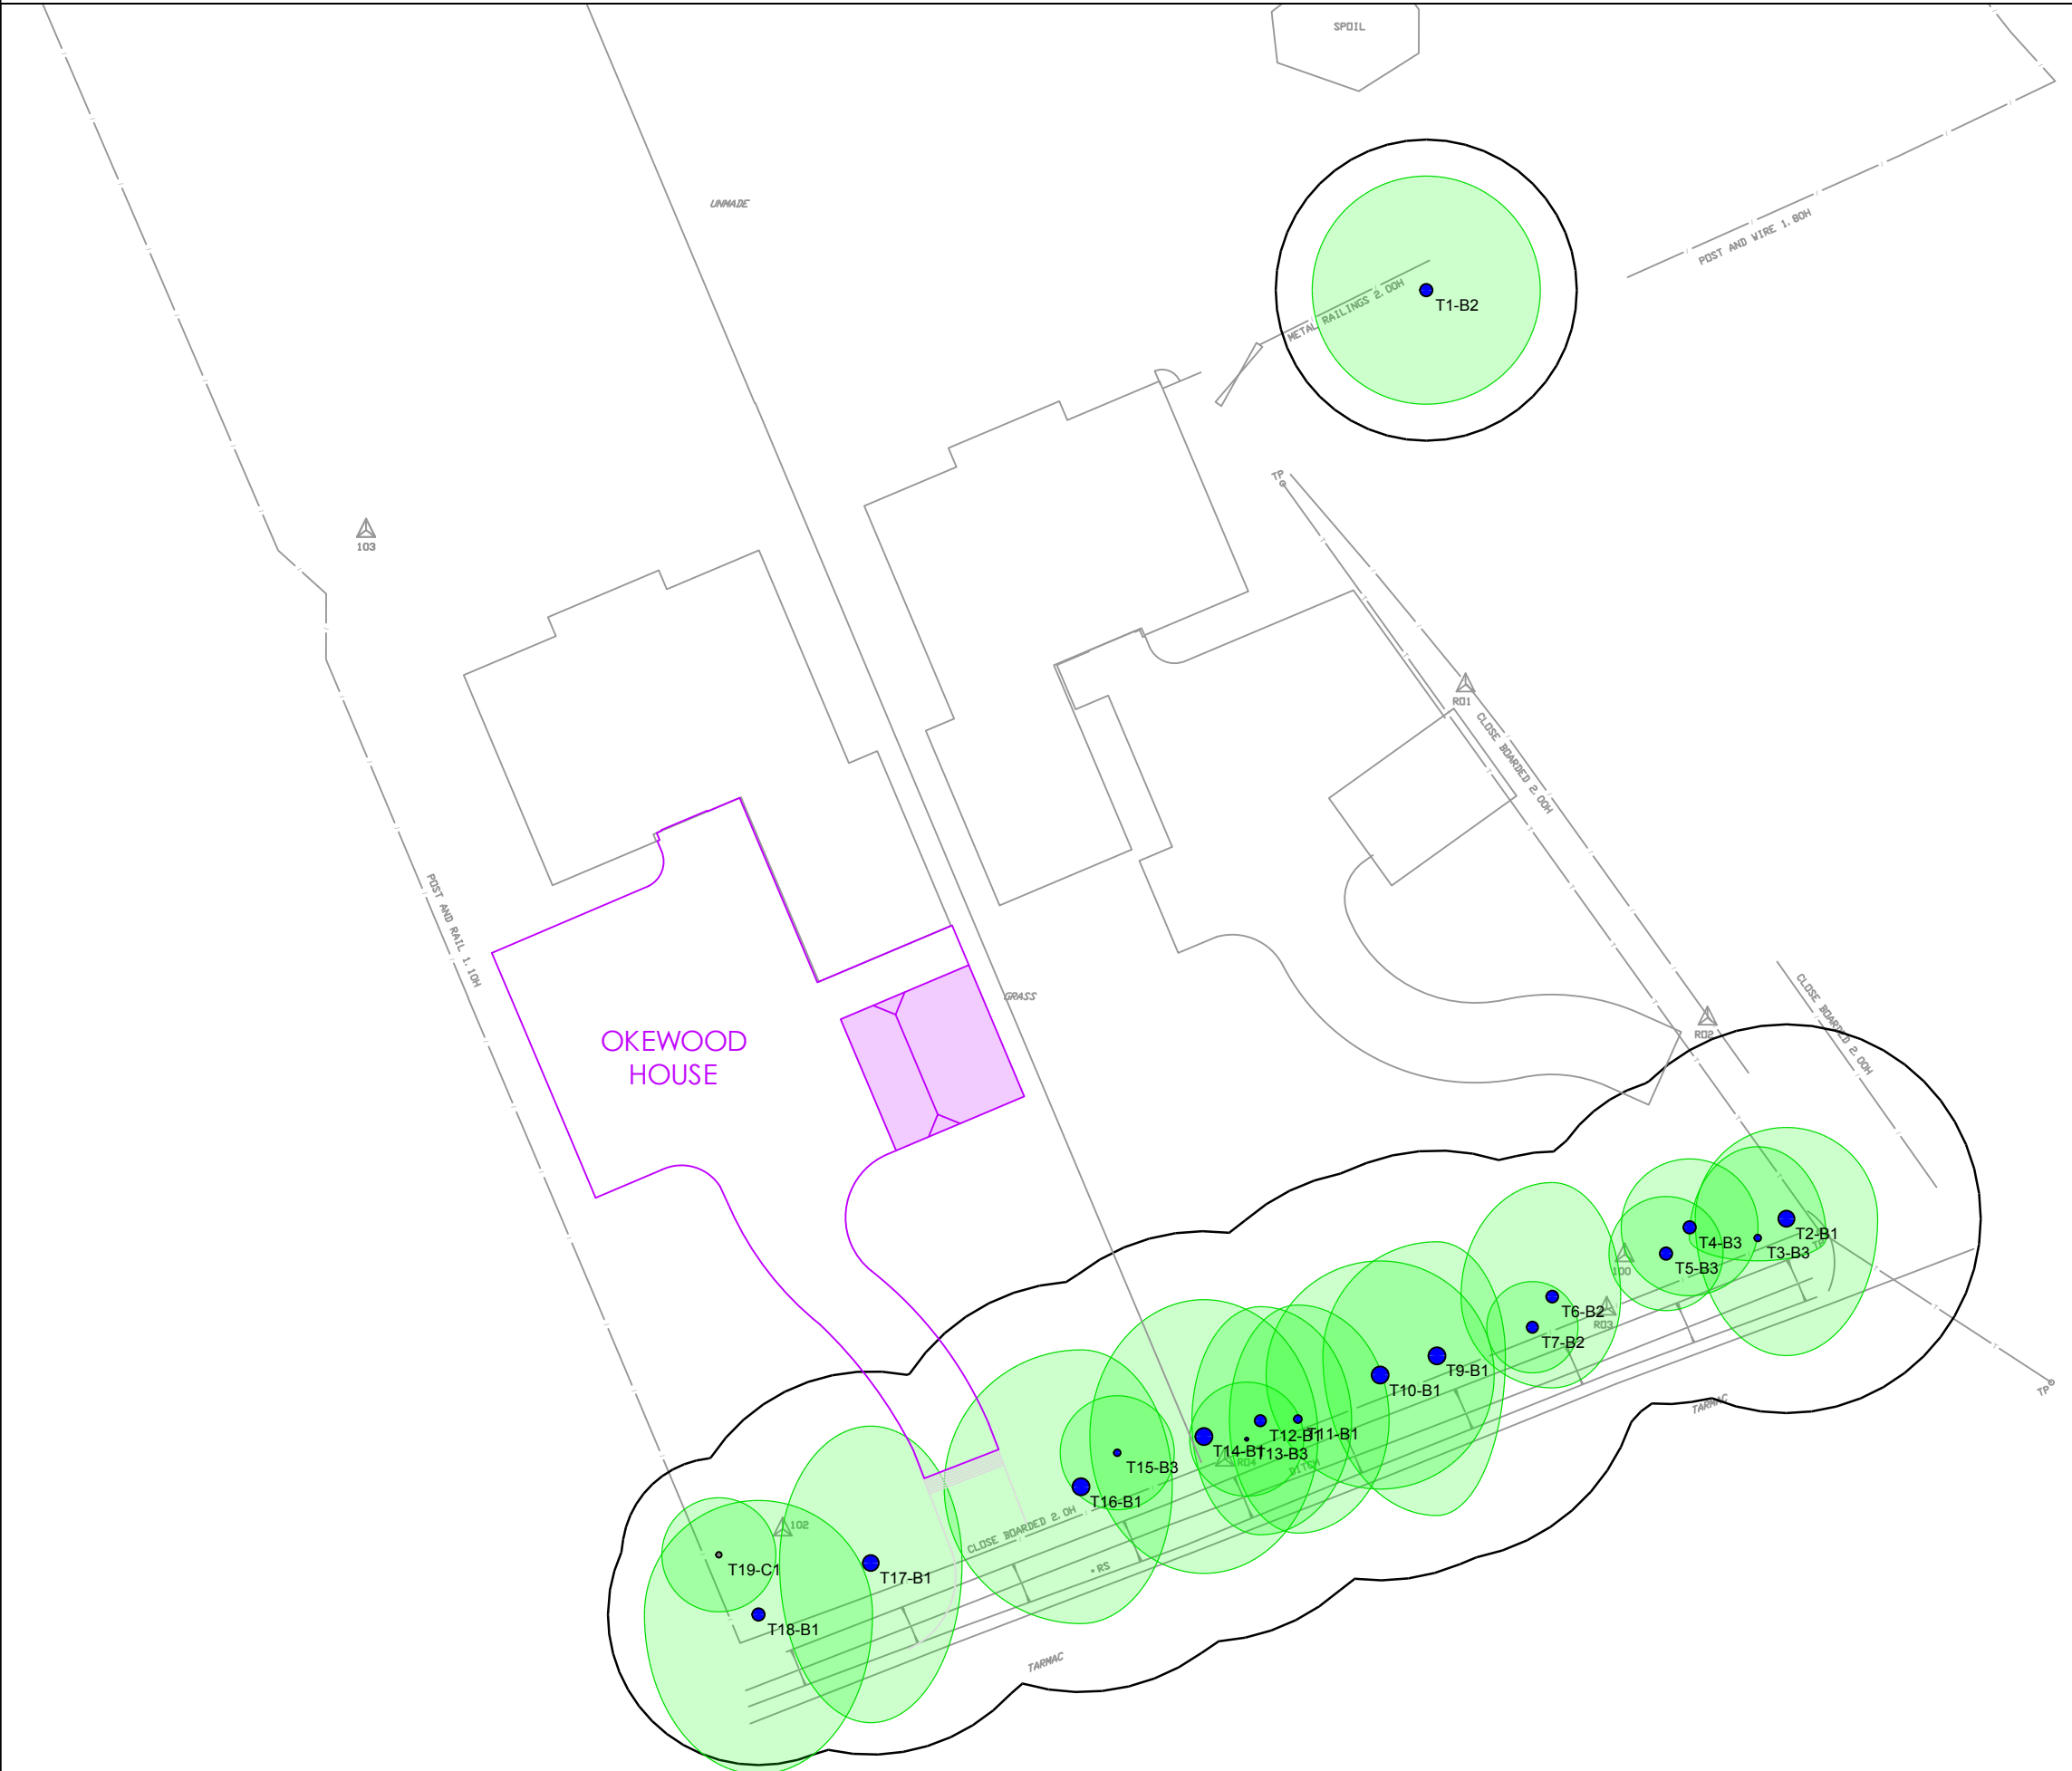 SPOIL
UNMADE
POST AND WIRE 1.80H
METAL RAILINGS 2.00H
T1-B2
TP
103
R01
CLOSE BOARDED 2.00H
POST AND RAIL 1.10H
GRASS
CLOSE BOARDED 2.00H
R02
OKEWOOD
HOUSE
T2-B1
T4-B3
T3-B3
TP
T5-B3
100
T6-B2
R03
T7-B2
T9-B1
TP
T10-B1
TARMAC
T12-B1
T11-B1
T14-B1
T13-B3
R04
DITCH
T15-B3
T16-B1
102
CLOSE BOARDED 2.0H
T19-C1
T17-B1
RS
T18-B1
TARMAC